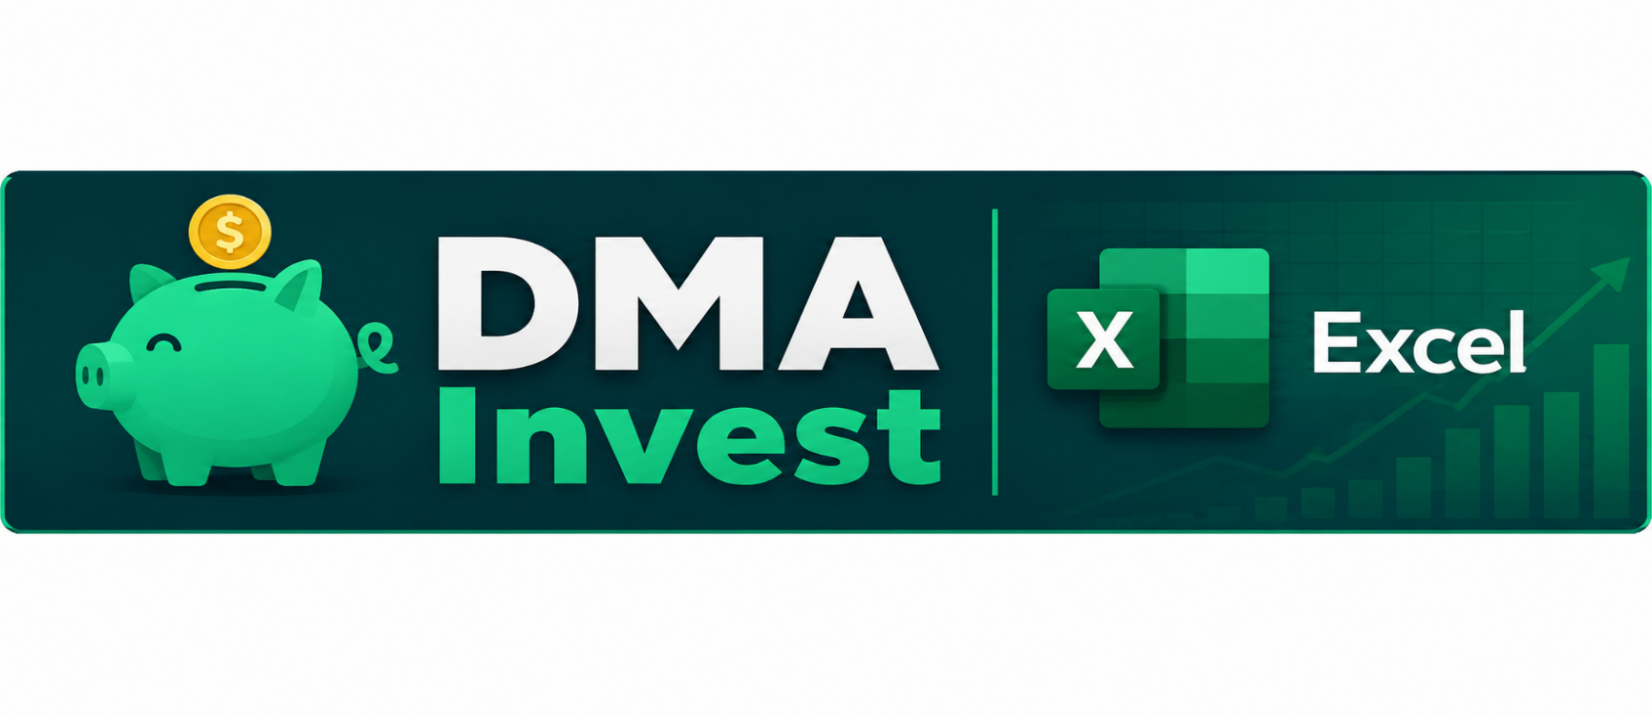 $
DMA
Invest
X
Excel